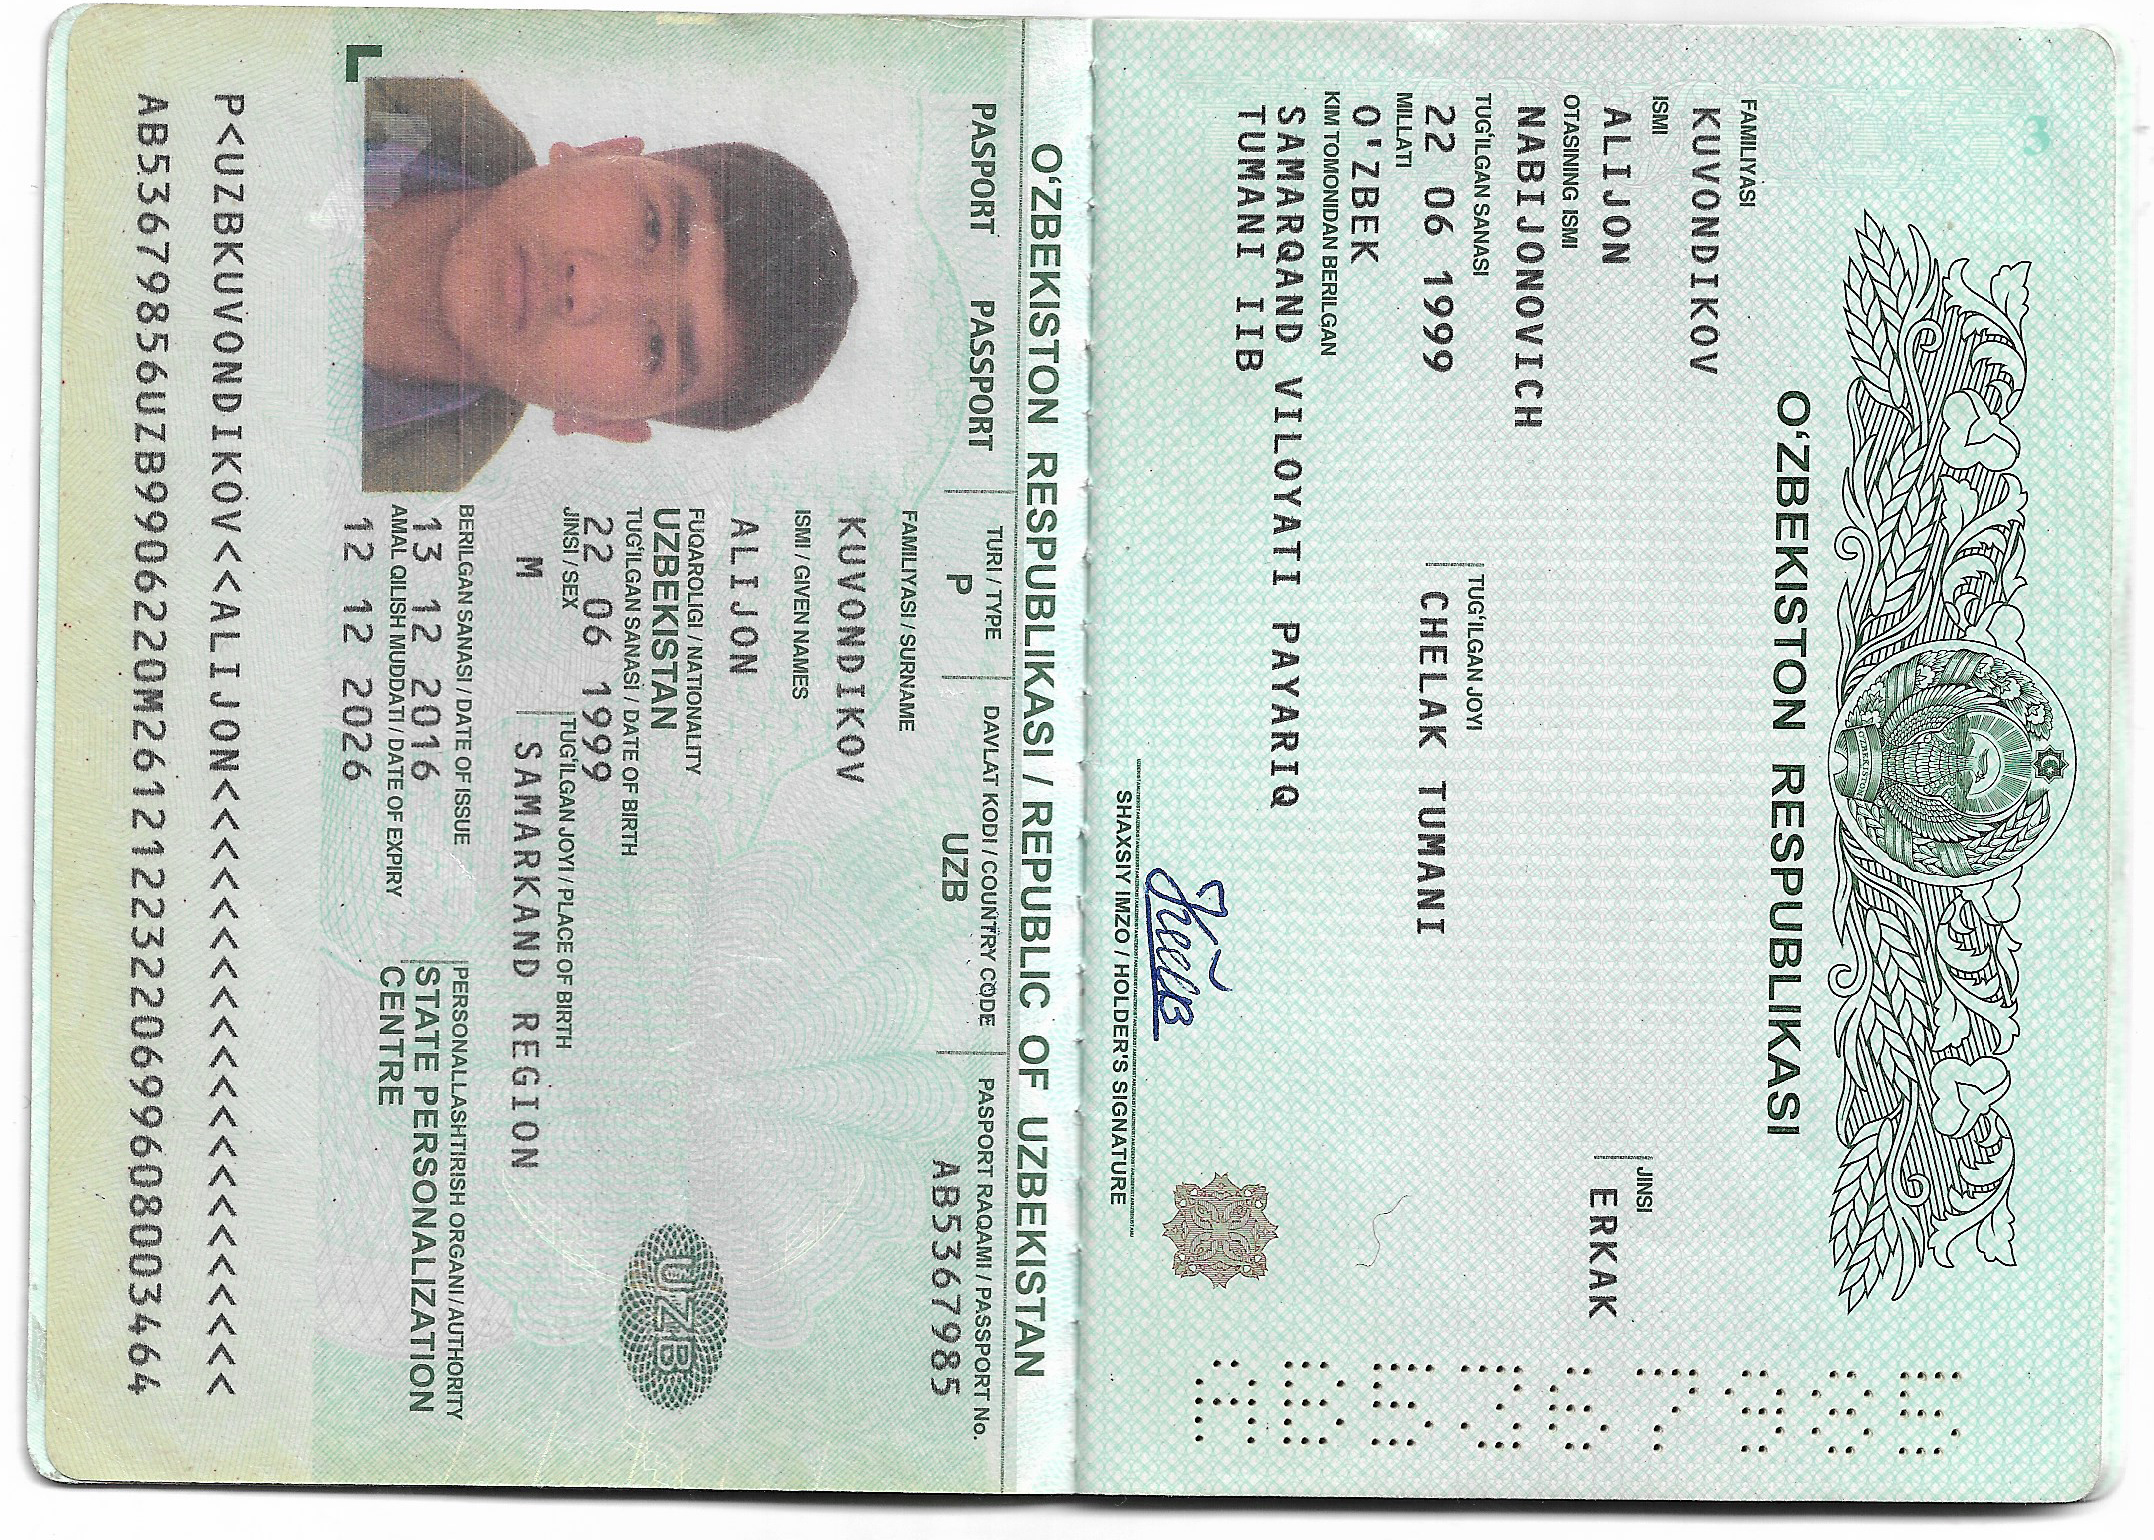 O'ZBEKISTON
O‘ZBEKISTON RESPUBLIKASI
FAMILIYASI
KUVONDIKOV
ISMI
ALIJON
JINSI
ERKAK
OTASINING ISMI
NABIJONOVICH
TUG‘ILGAN SANASI
22 06 1999
TUG‘ILGAN JOYI
CHELAK TUMANI
MILLATI
O'ZBEK
KIM TOMONIDAN BERILGAN
SAMARQAND VILOYATI PAYARIQ
TUMANI IIB
SHAXSIY IMZO / HOLDER'S SIGNATURE
AB5367985
O‘ZBEKISTON RESPUBLIKASI / REPUBLIC OF UZBEKISTAN
PASPORT PASSPORT
TURI / TYPE
P
DAVLAT KODI / COUNTRY CODE
UZB
PASPORT RAQAMI / PASSPORT No.
AB5367985
FAMILIYASI / SURNAME
KUVONDIKOV
ISMI / GIVEN NAMES
ALIJON
FUQAROLIGI / NATIONALITY
UZBEKISTAN
UZB
TUG‘ILGAN SANASI / DATE OF BIRTH
22 06 1999
JINSI / SEX
M
TUG‘ILGAN JOYI / PLACE OF BIRTH
SAMARKAND REGION
BERILGAN SANASI / DATE OF ISSUE
13 12 2016
PERSONALLASHTIRISH ORGANI / AUTHORITY
STATE PERSONALIZATION
CENTRE
AMAL QILISH MUDDATI / DATE OF EXPIRY
12 12 2026
P<UZBKUVONDIKOV<<ALIJON<<<<<<<<<<<<<<<<<<<<<
AB53679856UZB9906220M26121223220699608003464